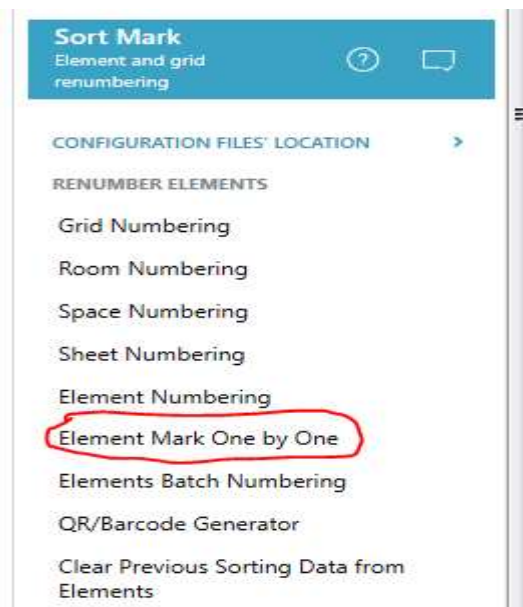 Sort Mark
Element and grid
renumbering
CONFIGURATION FILES' LOCATION
RENUMBER ELEMENTS
Grid Numbering
Room Numbering
Space Numbering
Sheet Numbering
Element Numbering
Element Mark One by One
Elements Batch Numbering
QR/Barcode Generator
Clear Previous Sorting Data from
Elements